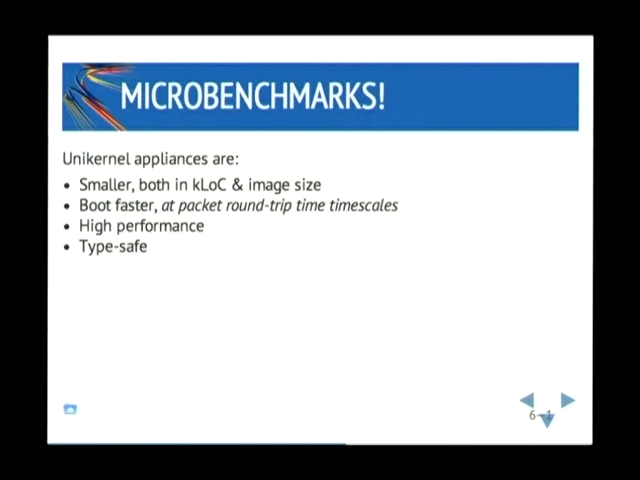 MICROBENCHMARKS!
Unikernel appliances are:
• Smaller, both in kLoC & image size
• Boot faster, at packet round-trip time timescales
• High performance
• Type-safe